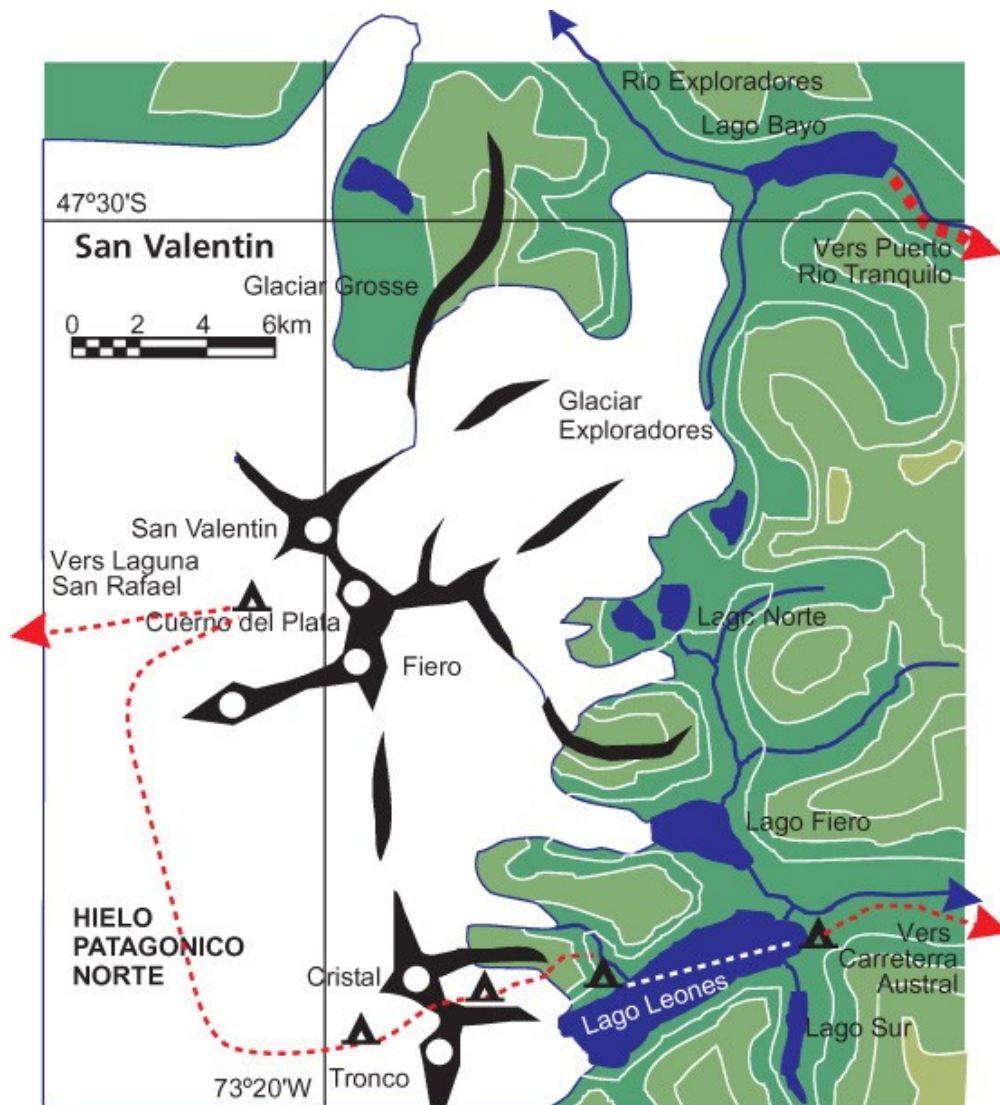 Rio Exploradores
Lago Bayo
47º30'S
San Valentin
Vers Puerto
Rio Tranquilo
Glaciar Grosse
0 2 4 6km
Glaciar
Exploradores
San Valentin
Vers Laguna
San Rafael
Cuerno del Plata
Lago Norte
Fiero
Lago Fiero
HIELO
PATAGONICO
NORTE
Vers
Carreterra
Austral
Cristal
Lago Leones
Lago Sur
Tronco
73º20'W